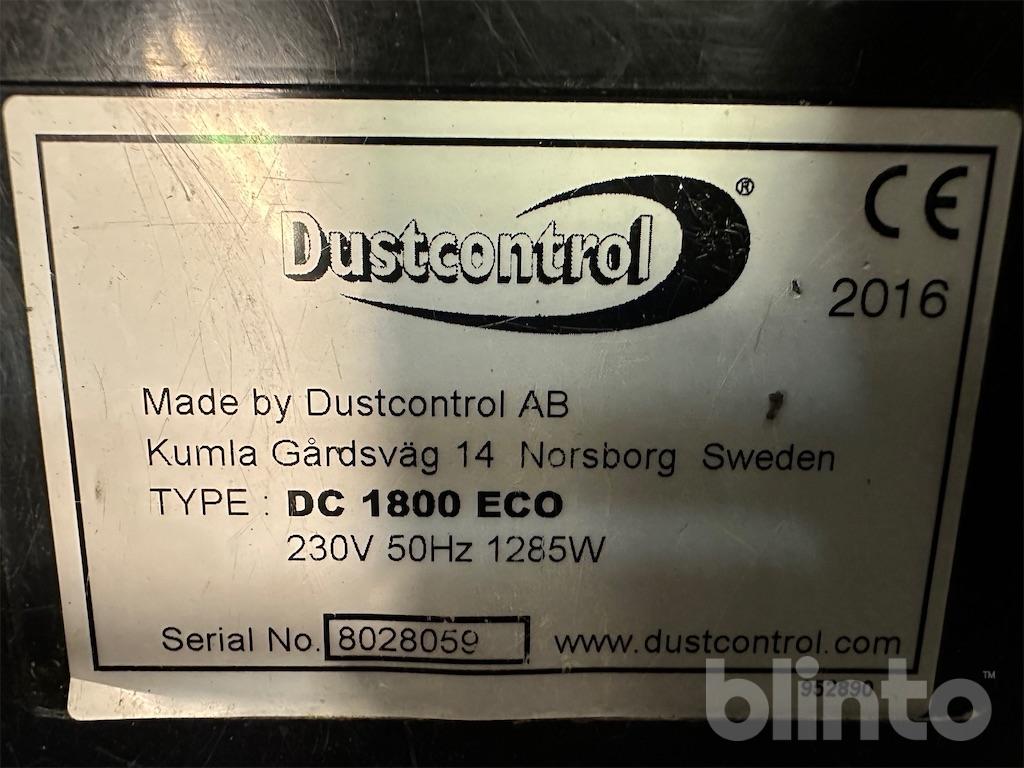 Dustcontrol®
CE
2016
Made by Dustcontrol AB
Kumla Gårdsväg 14 Norsborg Sweden
TYPE : DC 1800 ECO
230V 50Hz 1285W
Serial No. 8028059
www.dustcontrol.com
952890
blinto™